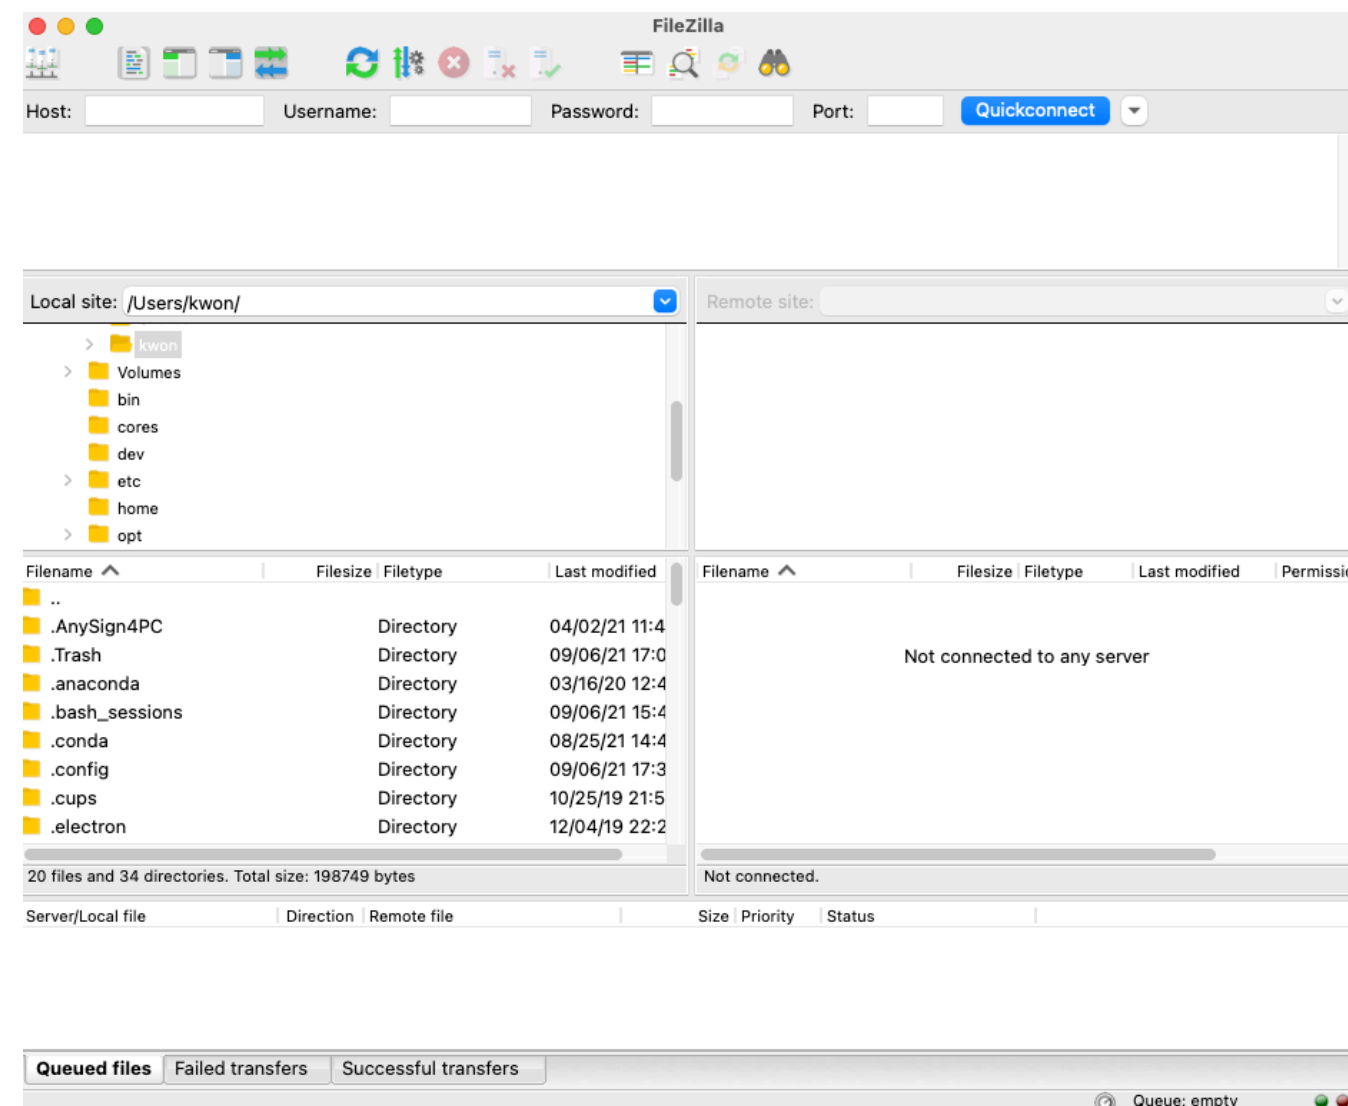 FileZilla
Host: Username: Password: Port: Quickconnect
Local site: /Users/kwon/
Remote site:
kwon
Volumes
bin
cores
dev
etc
home
opt
Filename Filesize Filetype Last modified
..
.AnySign4PC Directory 04/02/21 11:4
.Trash Directory 09/06/21 17:0
.anaconda Directory 03/16/20 12:4
.bash_sessions Directory 09/06/21 15:4
.conda Directory 08/25/21 14:4
.config Directory 09/06/21 17:3
.cups Directory 10/25/19 21:5
.electron Directory 12/04/19 22:2
20 files and 34 directories. Total size: 198749 bytes
Filename Filesize Filetype Last modified Permissi
Not connected to any server
Not connected.
Server/Local file Direction Remote file Size Priority Status
Queued files Failed transfers Successful transfers
Queue: empty